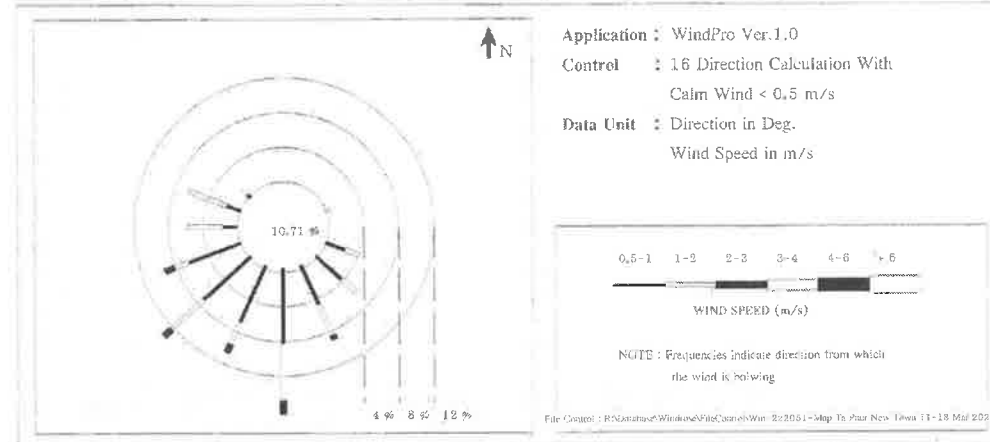 N
Application : WindPro Ver.1.0
Control : 16 Direction Calculation With
Calm Wind < 0.5 m/s
Data Unit : Direction in Deg.
Wind Speed in m/s
10.71 %
4 % 8 % 12 %
0.5-1 1-2 2-3 3-4 4-6 >6
WIND SPEED (m/s)
NOTE : Frequencies indicate direction from which
the wind is bolwing
File Control :